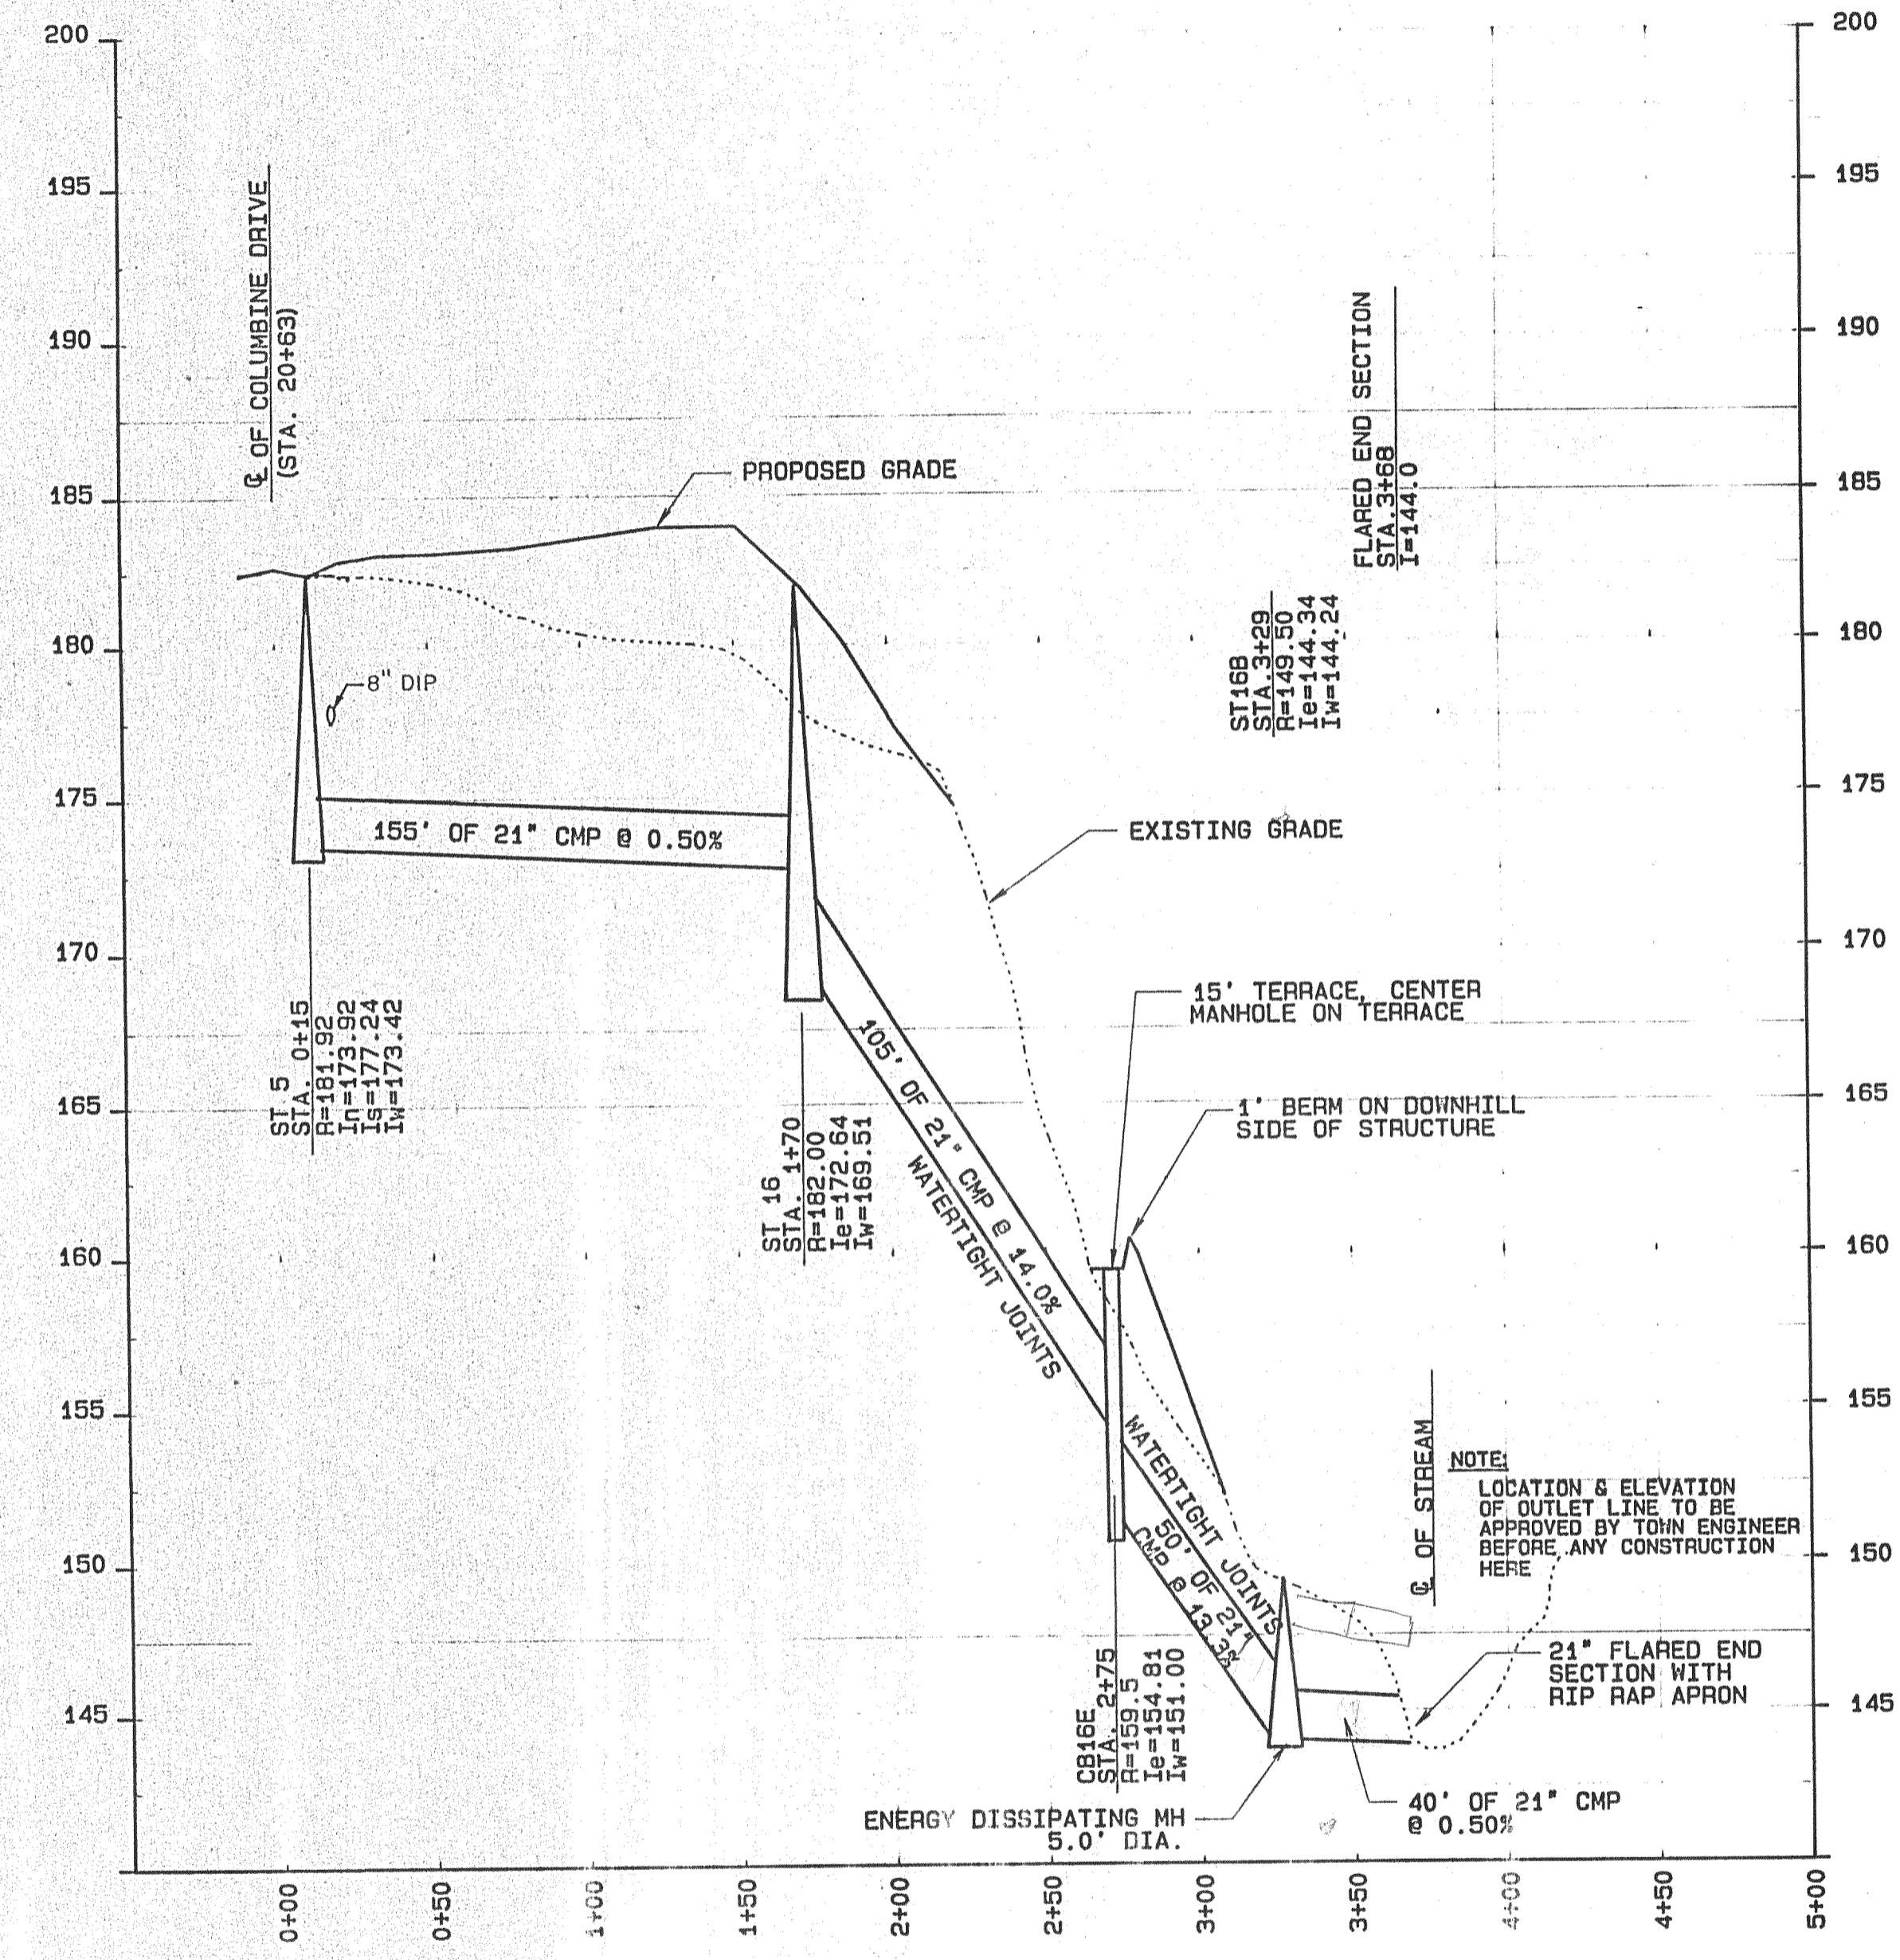 200
195
190
185
180
175
170
165
160
155
150
145
200
195
190
185
180
175
170
165
160
155
150
145
℄ OF COLUMBINE DRIVE
(STA. 20+63)
PROPOSED GRADE
8" DIP
155' OF 21" CMP @ 0.50%
ST 5
STA. 0+15
R=181.92
In=173.92
Is=177.24
Iw=173.42
ST 16
STA. 1+70
R=182.00
Ie=172.64
Iw=169.51
105' OF 21" CMP @ 14.0%
WATERTIGHT JOINTS
EXISTING GRADE
FLARED END SECTION
STA.3+68
I=144.0
ST16B
STA.3+29
R=149.50
Ie=144.34
Iw=144.24
15' TERRACE, CENTER
MANHOLE ON TERRACE
1' BERM ON DOWNHILL
SIDE OF STRUCTURE
WATERTIGHT JOINTS
50' OF 21"
CMP @ 13.3%
CB16E
STA. 2+75
R=159.5
Ie=154.81
Iw=151.00
℄ OF STREAM
NOTE:
LOCATION & ELEVATION
OF OUTLET LINE TO BE
APPROVED BY TOWN ENGINEER
BEFORE ANY CONSTRUCTION
HERE
21" FLARED END
SECTION WITH
RIP RAP APRON
40' OF 21" CMP
@ 0.50%
ENERGY DISSIPATING MH
5.0' DIA.
0+00
0+50
1+00
1+50
2+00
2+50
3+00
3+50
4+00
4+50
5+00